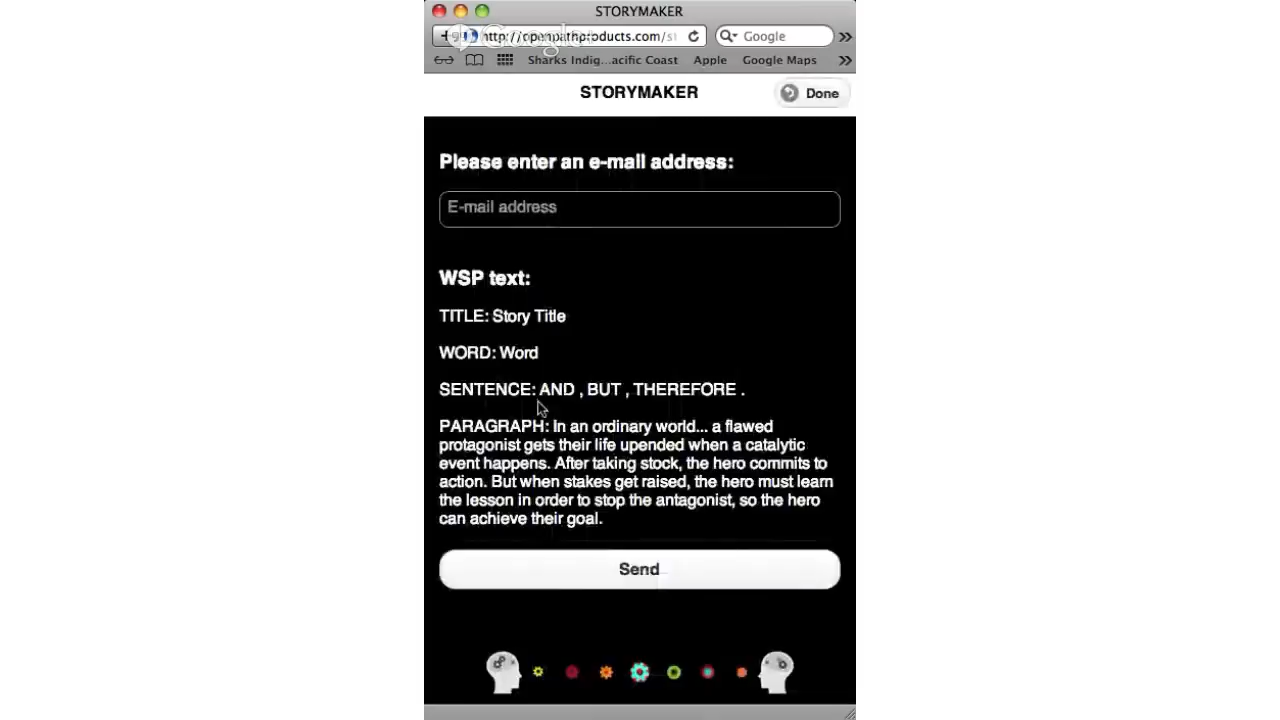 STORYMAKER
http://openpathproducts.com/st
Google
Google+
Sharks Indig...acific Coast Apple Google Maps
STORYMAKER
Done
Please enter an e-mail address:
E-mail address
WSP text:
TITLE: Story Title
WORD: Word
SENTENCE: AND , BUT , THEREFORE .
PARAGRAPH: In an ordinary world... a flawed
protagonist gets their life upended when a catalytic
event happens. After taking stock, the hero commits to
action. But when stakes get raised, the hero must learn
the lesson in order to stop the antagonist, so the hero
can achieve their goal.
Send